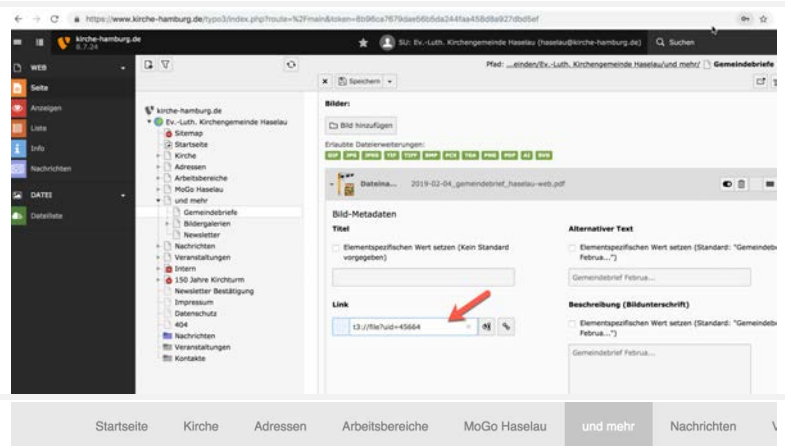 https://www.kirche-hamburg.de/typo3/index.php?route=%2Fmain&token=
kirche-hamburg.de
8.7.24
SU: Ev.-Luth. Kirchengemeinde Haselau (haselau@kirche-hamburg.de)
Suchen
WEB
Seite
Anzeigen
Liste
Info
Nachrichten
DATEI
Dateiliste
kirche-hamburg.de
Ev.-Luth. Kirchengemeinde Haselau
Sitemap
Startseite
Kirche
Adressen
Arbeitsbereiche
MoGo Haselau
und mehr
Gemeindebriefe
Bildergalerien
Newsletter
Nachrichten
Veranstaltungen
Intern
150 Jahre Kirchturm
Newsletter Bestätigung
Impressum
Datenschutz
404
Nachrichten
Veranstaltungen
Kontakte
Pfad: ...einden/Ev.-Luth. Kirchengemeinde Haselau/und mehr/ Gemeindebriefe
Speichern
Bilder:
Bild hinzufügen
Erlaubte Dateierweiterungen:
GIF JPG JPEG TIF TIFF BMP PCX TGA PNG PDF AI SVG
Dateina... 2019-02-04_gemeindebrief_haselau-web.pdf
Bild-Metadaten
Titel
Elementspezifischen Wert setzen (Kein Standard
vorgegeben)
Alternativer Text
Elementspezifischen Wert setzen (Standard: "Gemeindeb
Februa...")
Gemeindebrief Februa...
Link
t3://file?uid=45664
Beschreibung (Bildunterschrift)
Elementspezifischen Wert setzen (Standard: "Gemeindeb
Februa...")
Gemeindebrief Februa...
Startseite Kirche Adressen Arbeitsbereiche MoGo Haselau und mehr Nachrichten V